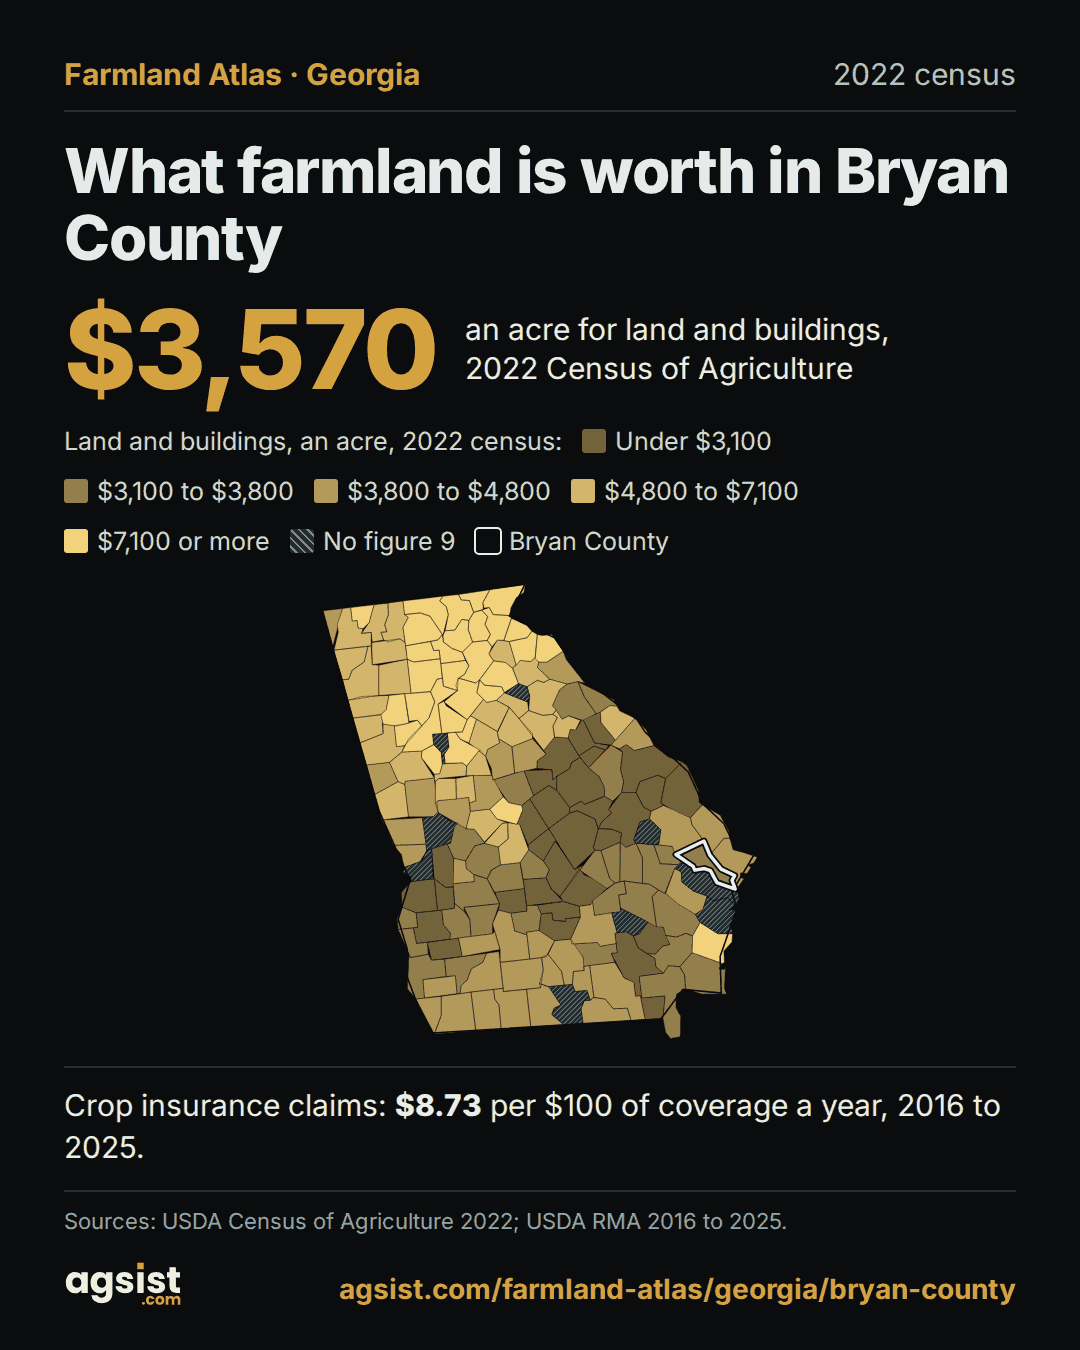 Farmland Atlas · Georgia
2022 census
What farmland is worth in Bryan
County
$3,570
an acre for land and buildings,
2022 Census of Agriculture
Land and buildings, an acre, 2022 census: Under $3,100
$3,100 to $3,800 $3,800 to $4,800 $4,800 to $7,100
$7,100 or more No figure 9 Bryan County
Crop insurance claims: $8.73 per $100 of coverage a year, 2016 to
2025.
Sources: USDA Census of Agriculture 2022; USDA RMA 2016 to 2025.
agsist
.com
agsist.com/farmland-atlas/georgia/bryan-county